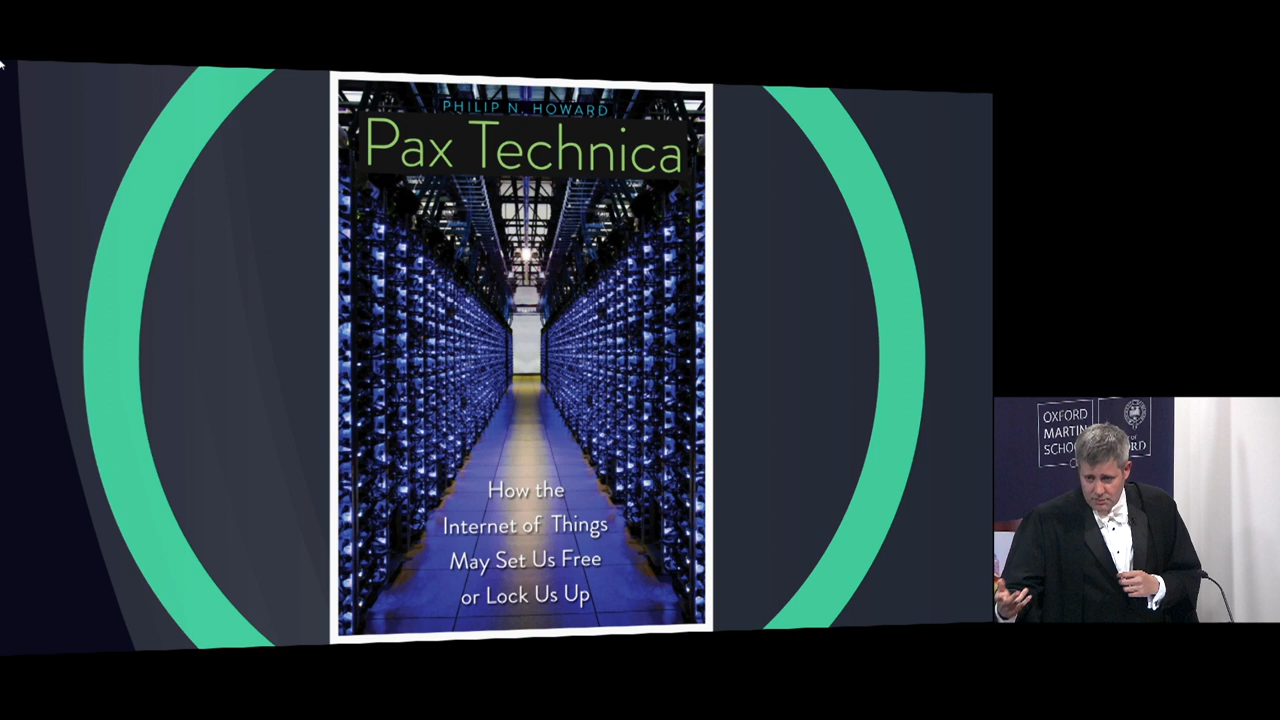 PHILIP N. HOWARD
Pax Technica
How the
Internet of Things
May Set Us Free
or Lock Us Up
OXFORD
MARTIN